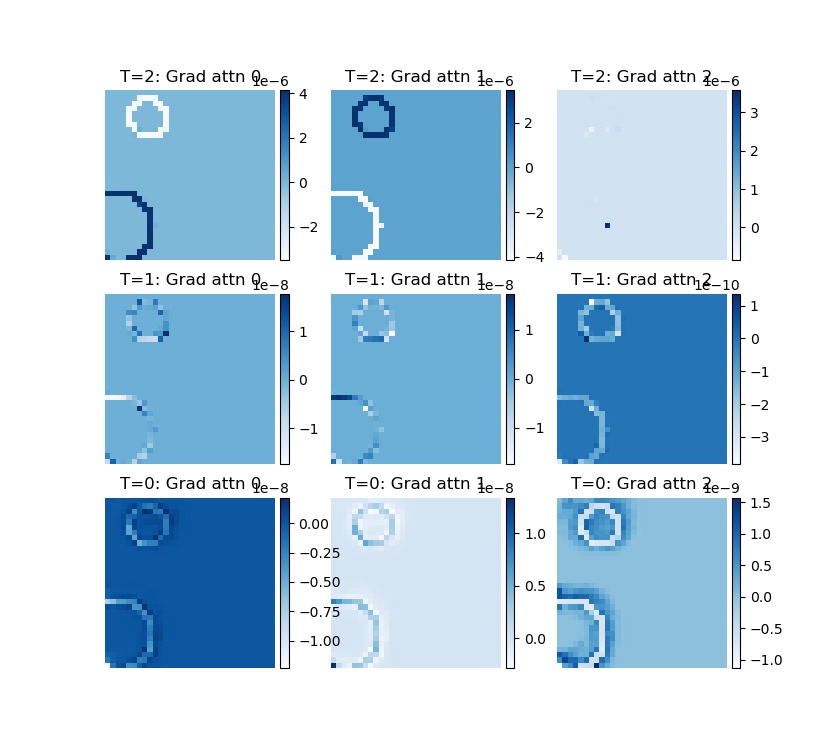 T=2: Grad attn 0
1e−6
T=2: Grad attn 1
1e−6
T=2: Grad attn 2
1e−6
4
2
0
−2
2
0
−2
−4
3
2
1
0
T=1: Grad attn 0
1e−8
T=1: Grad attn 1
1e−8
T=1: Grad attn 2
1e−10
1
0
−1
1
0
−1
1
0
−1
−2
−3
T=0: Grad attn 0
1e−8
T=0: Grad attn 1
1e−8
T=0: Grad attn 2
1e−9
0.00
−0.25
−0.50
−0.75
−1.00
1.0
0.5
0.0
1.5
1.0
0.5
0.0
−0.5
−1.0